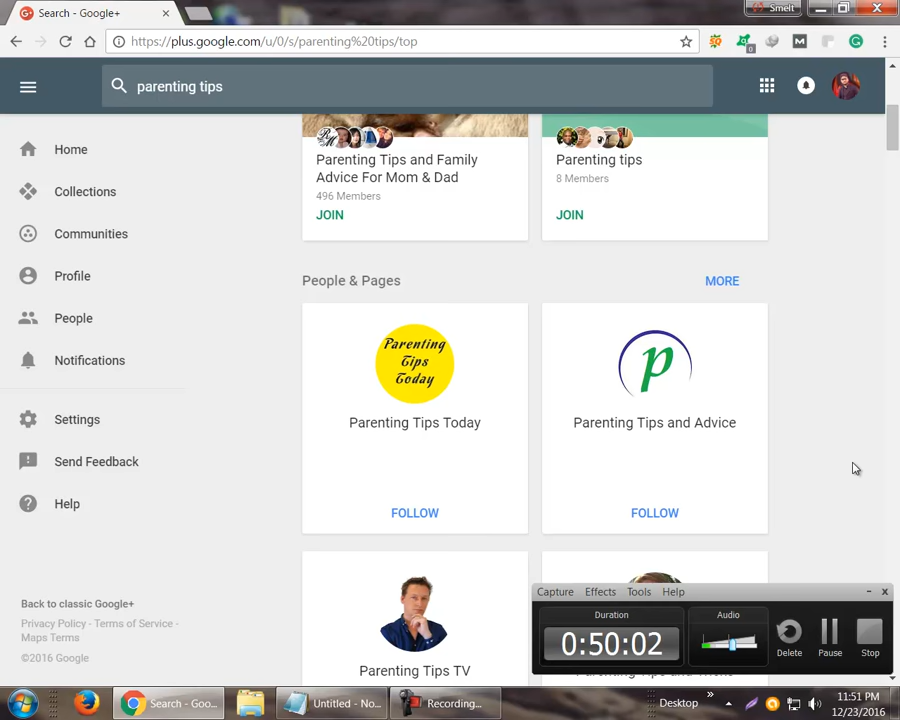 Search - Google+
Smelt
https://plus.google.com/u/0/s/parenting%20tips/top
0
M
parenting tips
Home
Collections
Communities
Profile
People
Notifications
Settings
Send Feedback
Help
Back to classic Google+
Privacy Policy - Terms of Service -
Maps Terms
©2016 Google
Parenting Tips and Family
Advice For Mom & Dad
496 Members
JOIN
Parenting tips
8 Members
JOIN
People & Pages
MORE
Parenting
Tips
Today
Parenting Tips Today
FOLLOW
p
Parenting Tips and Advice
FOLLOW
Parenting Tips TV
Capture Effects Tools Help
Duration
0:50:02
Audio
Delete
Pause
Stop
Search - Goo...
Untitled - No...
Recording...
Desktop
11:51 PM
12/23/2016